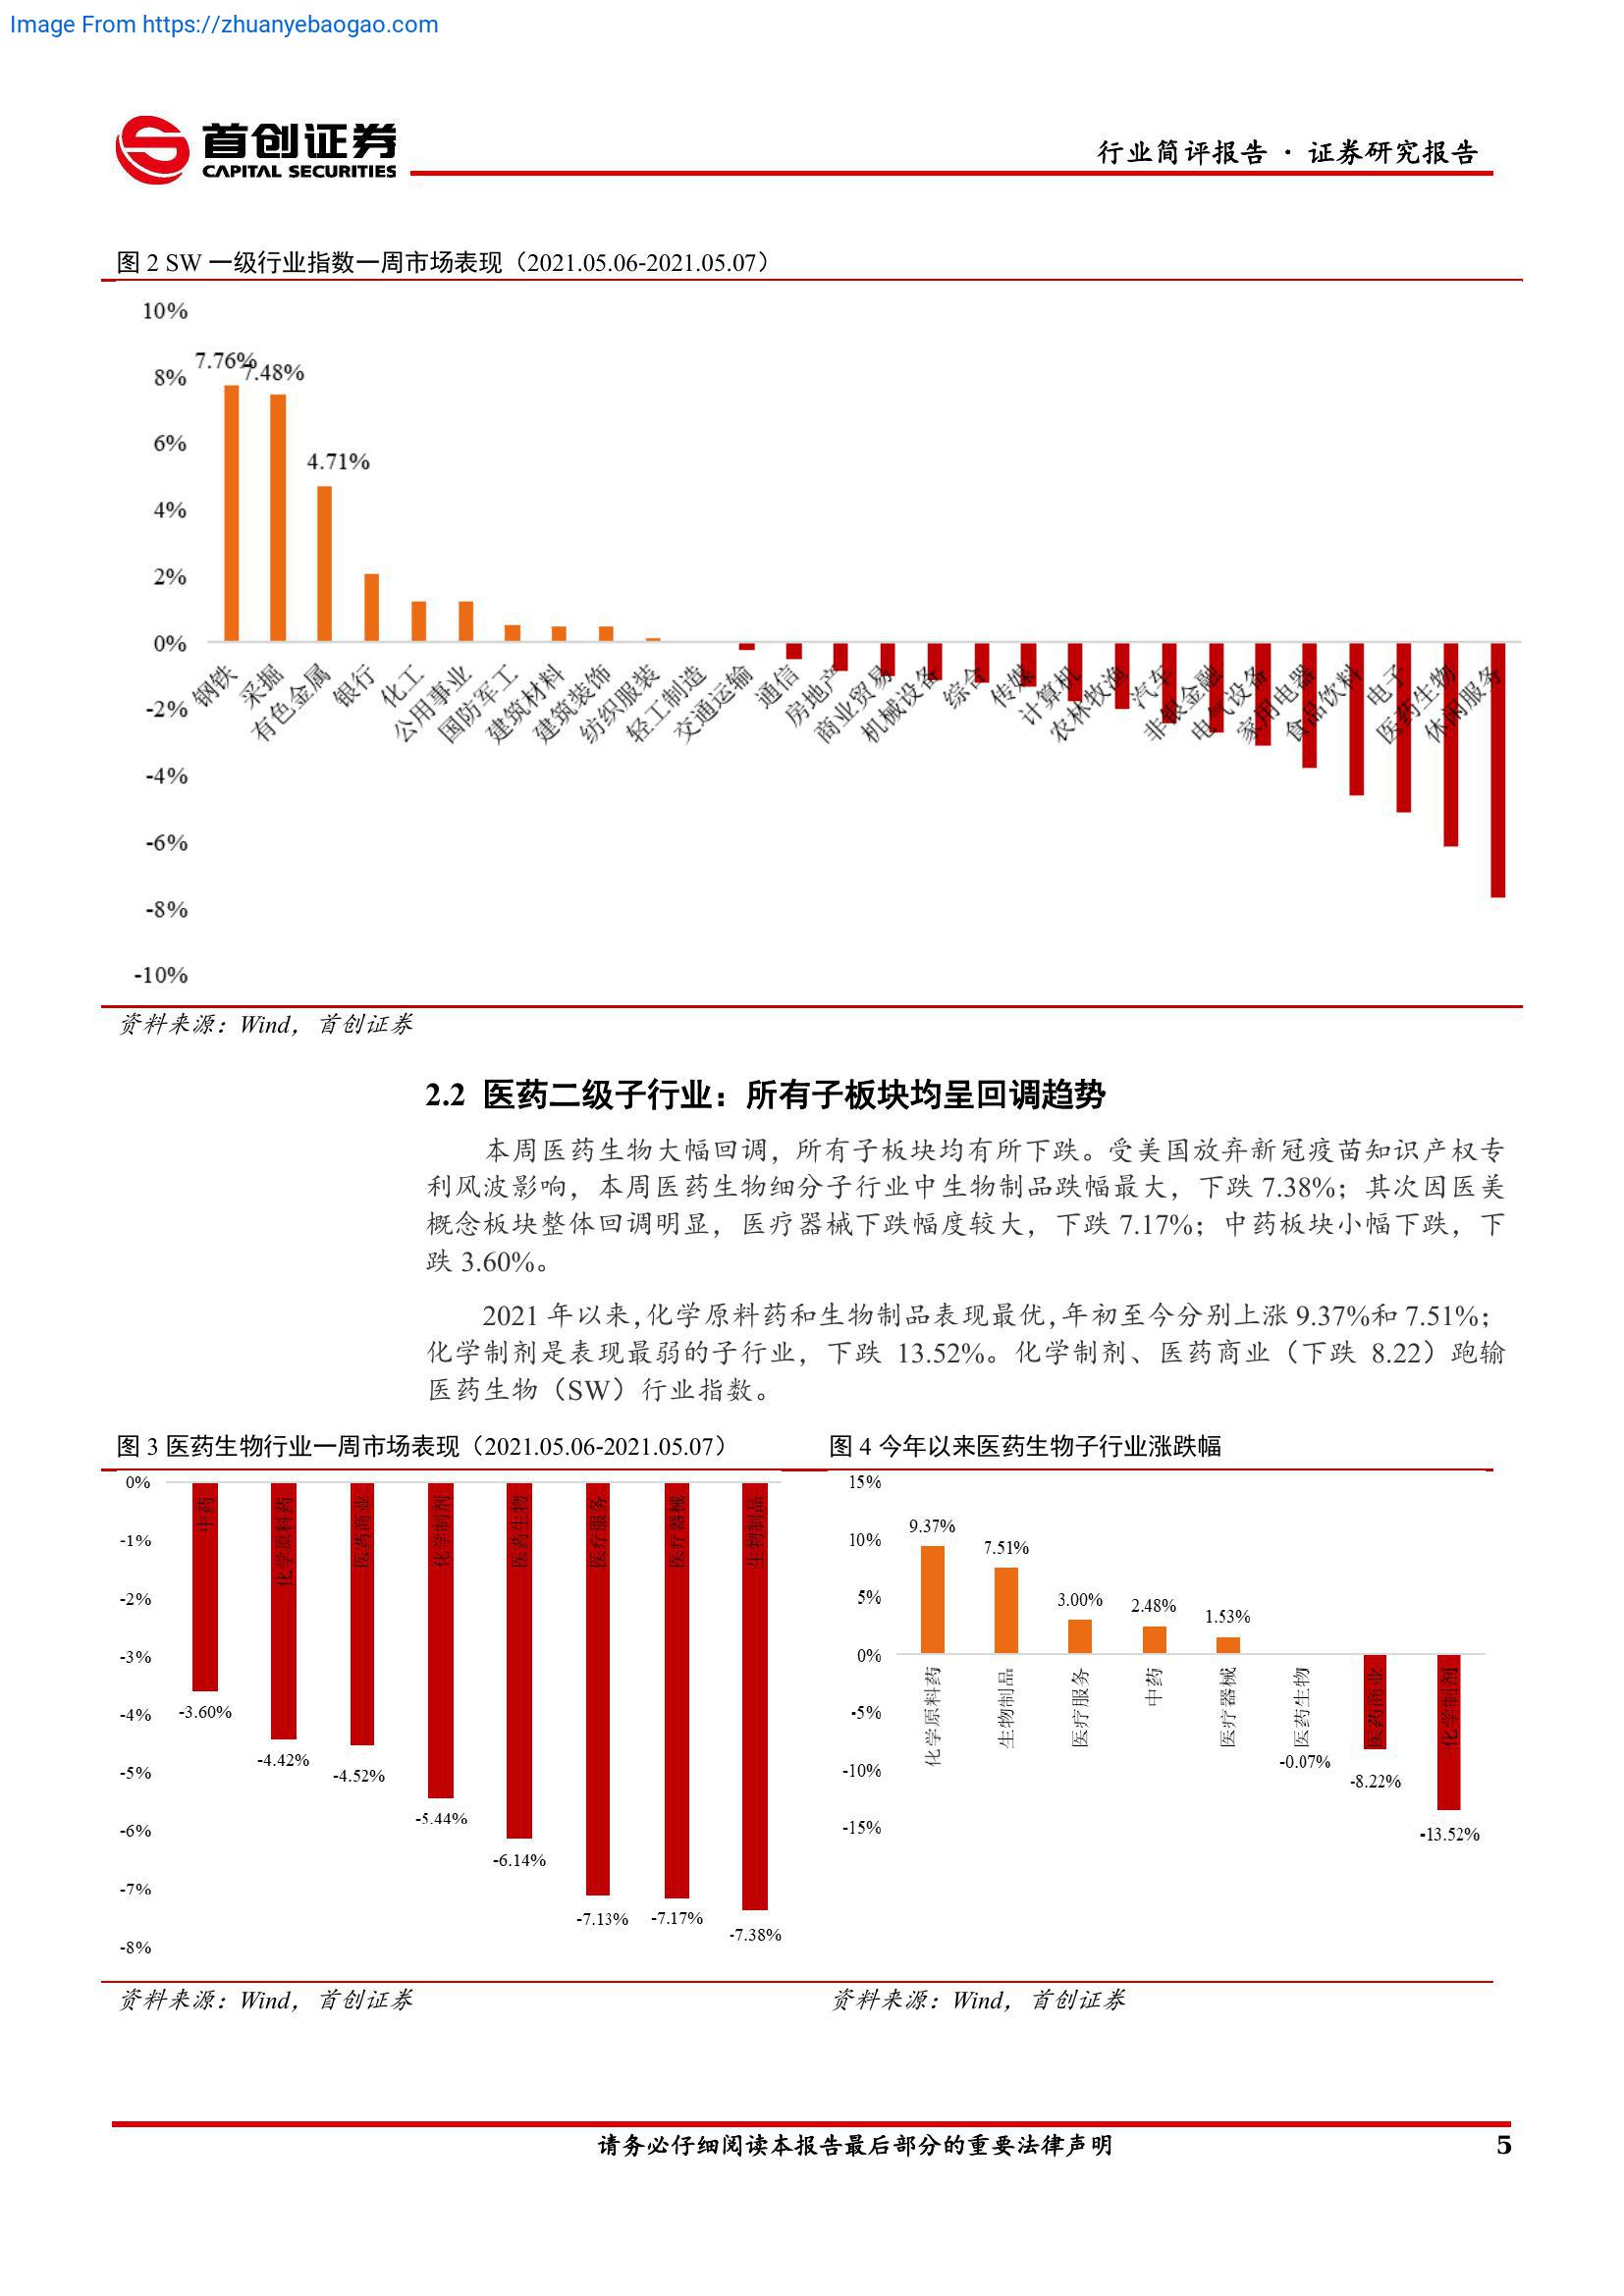 Image From https://zhuanyebaogao.com
首创证券
CAPITAL SECURITIES
行业简评报告 · 证券研究报告
图 2 SW 一级行业指数一周市场表现（2021.05.06-2021.05.07）
10%
8%
6%
4%
2%
0%
-2%
-4%
-6%
-8%
-10%
7.76%
7.48%
4.71%
钢铁
采掘
有色金属
银行
化工
公用事业
国防军工
建筑材料
建筑装饰
纺织服装
轻工制造
交通运输
通信
房地产
商业贸易
机械设备
综合
传媒
计算机
农林牧渔
汽车
非银金融
电气设备
家用电器
食品饮料
电子
医药生物
休闲服务
资料来源：Wind，首创证券
2.2 医药二级子行业：所有子板块均呈回调趋势
本周医药生物大幅回调，所有子板块均有所下跌。受美国放弃新冠疫苗知识产权专
利风波影响，本周医药生物细分子行业中生物制品跌幅最大，下跌 7.38%；其次因医美
概念板块整体回调明显，医疗器械下跌幅度较大，下跌 7.17%；中药板块小幅下跌，下
跌 3.60%。
2021 年以来，化学原料药和生物制品表现最优，年初至今分别上涨 9.37%和 7.51%；
化学制剂是表现最弱的子行业，下跌 13.52%。化学制剂、医药商业（下跌 8.22）跑输
医药生物（SW）行业指数。
图 3 医药生物行业一周市场表现（2021.05.06-2021.05.07）
0%
-1%
-2%
-3%
-4%
-5%
-6%
-7%
-8%
中药
化学原料药
医药商业
化学制剂
医药生物
医疗服务
医疗器械
生物制品
-3.60%
-4.42%
-4.52%
-5.44%
-6.14%
-7.13%
-7.17%
-7.38%
资料来源：Wind，首创证券
图 4 今年以来医药生物子行业涨跌幅
15%
10%
5%
0%
-5%
-10%
-15%
9.37%
7.51%
3.00%
2.48%
1.53%
-0.07%
-8.22%
-13.52%
化学原料药
生物制品
医疗服务
中药
医疗器械
医药生物
医药商业
化学制剂
资料来源：Wind，首创证券
请务必仔细阅读本报告最后部分的重要法律声明
5